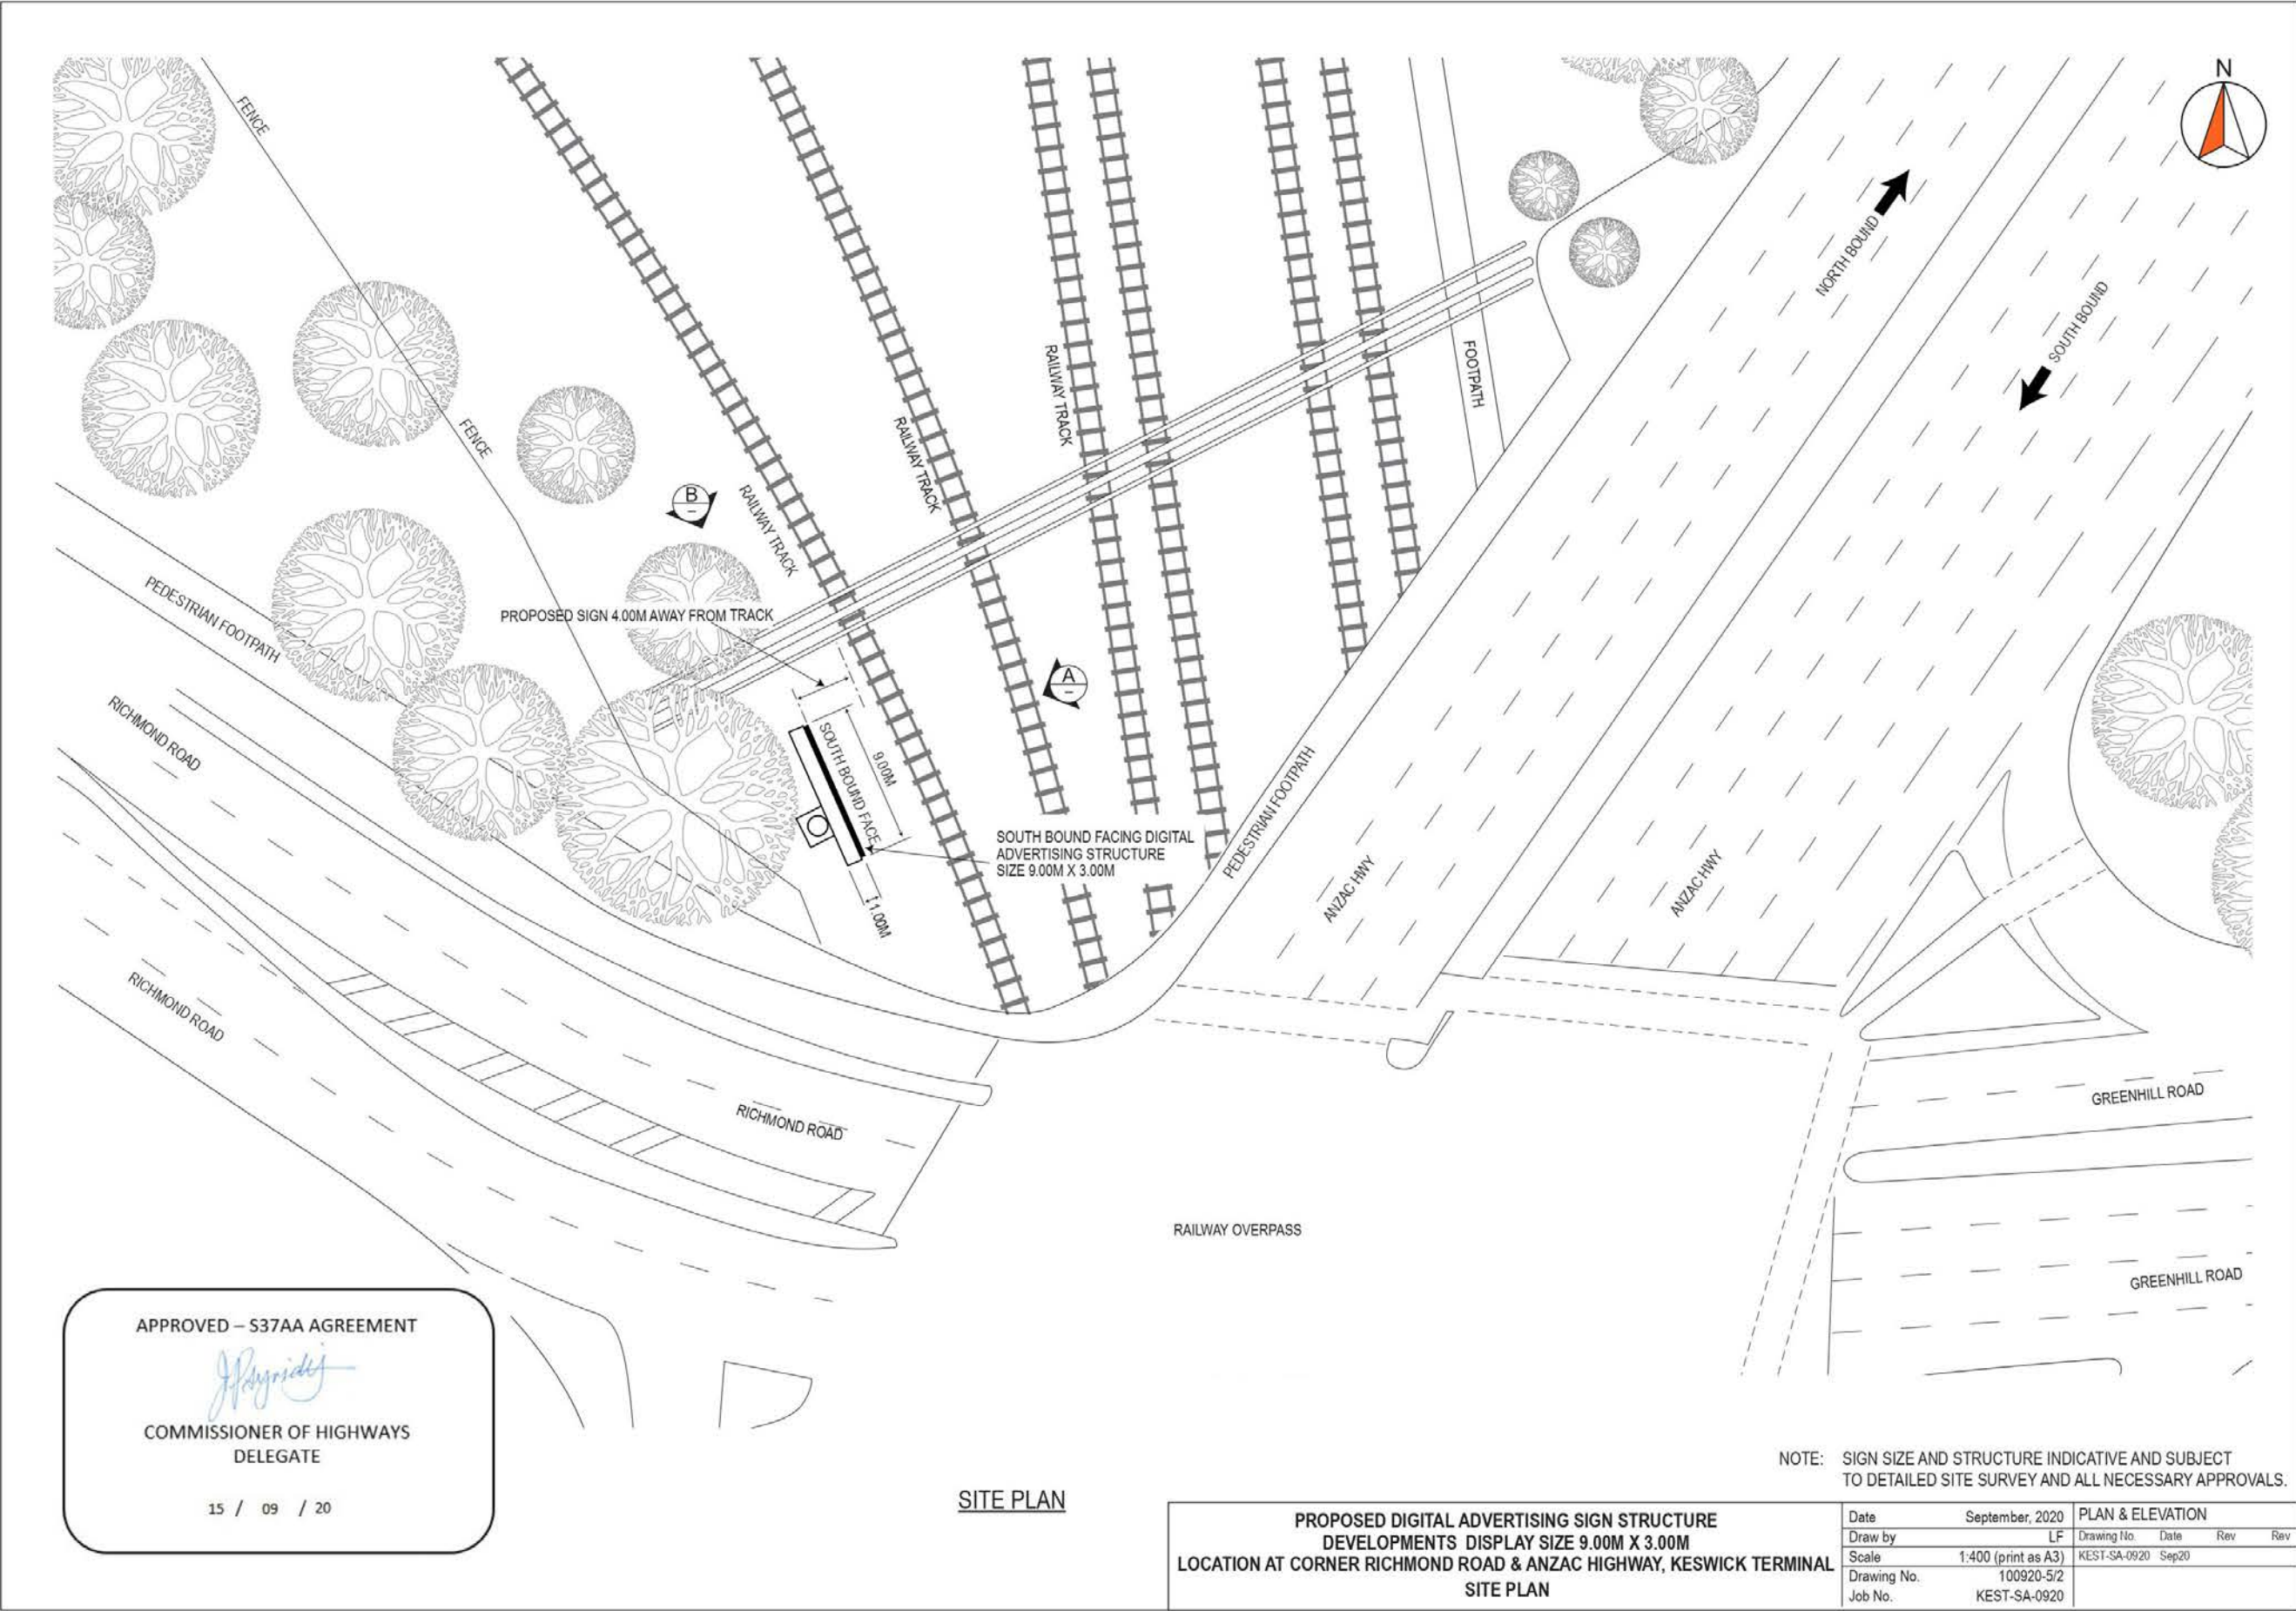 N
FENCE
FENCE
NORTH BOUND
SOUTH BOUND
RAILWAY TRACK
RAILWAY TRACK
RAILWAY TRACK
FOOTPATH
B
–
PROPOSED SIGN 4.00M AWAY FROM TRACK
PEDESTRIAN FOOTPATH
A
–
RICHMOND ROAD
SOUTH BOUND FACE
9.00M
SOUTH BOUND FACING DIGITAL
ADVERTISING STRUCTURE
SIZE 9.00M X 3.00M
1.00M
PEDESTRIAN FOOTPATH
ANZAC HWY
ANZAC HWY
RICHMOND ROAD
RICHMOND ROAD
GREENHILL ROAD
RAILWAY OVERPASS
GREENHILL ROAD
APPROVED – S37AA AGREEMENT
COMMISSIONER OF HIGHWAYS
DELEGATE
15 / 09 / 20
SITE PLAN
NOTE: SIGN SIZE AND STRUCTURE INDICATIVE AND SUBJECT
TO DETAILED SITE SURVEY AND ALL NECESSARY APPROVALS.
PROPOSED DIGITAL ADVERTISING SIGN STRUCTURE
DEVELOPMENTS DISPLAY SIZE 9.00M X 3.00M
LOCATION AT CORNER RICHMOND ROAD & ANZAC HIGHWAY, KESWICK TERMINAL
SITE PLAN
Date September, 2020
Draw by LF
Scale 1:400 (print as A3)
Drawing No. 100920-5/2
Job No. KEST-SA-0920
PLAN & ELEVATION
Drawing No. Date Rev Rev
KEST-SA-0920 Sep20